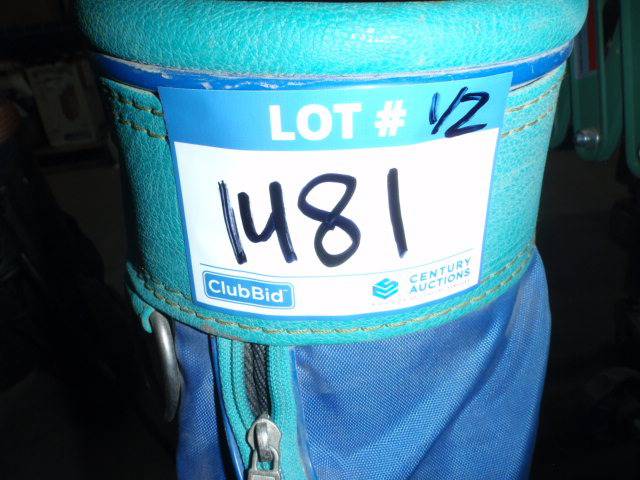 LOT # 1/2
1481
ClubBid
CENTURY
AUCTIONS